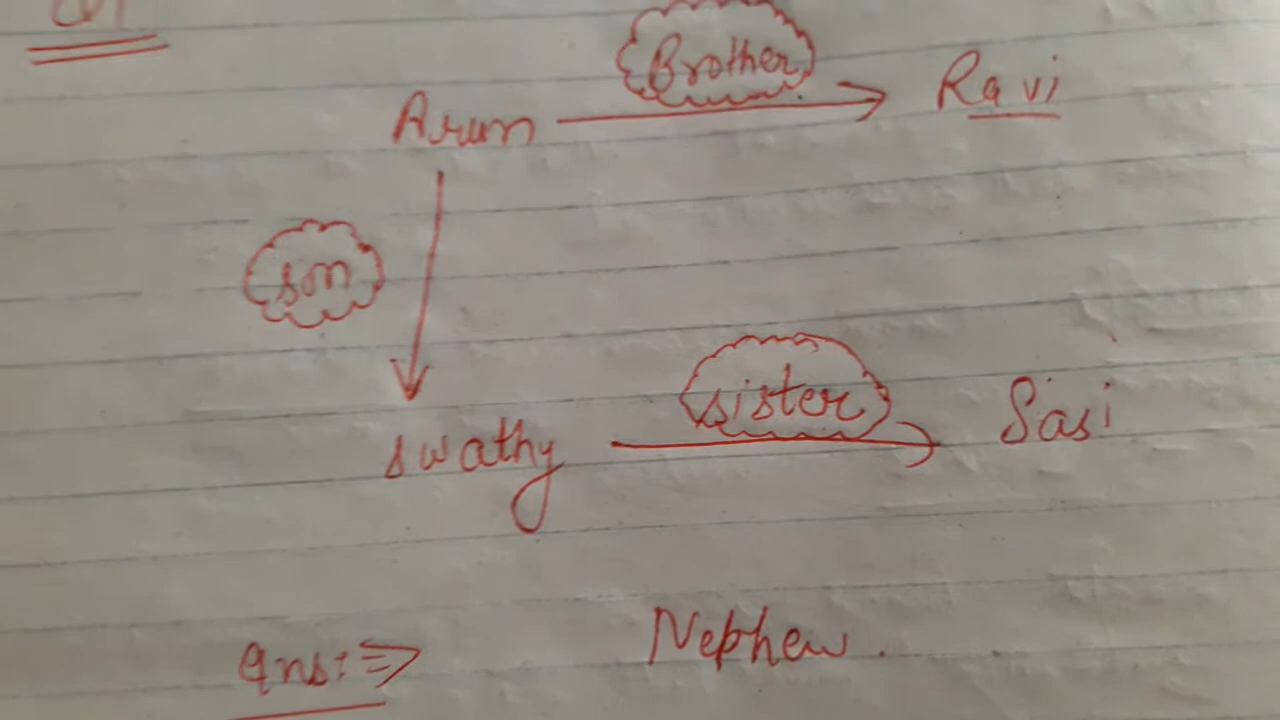 Brother
Arun Ravi
son
sister
swathy Sasi
Ans:⇒ Nephew.